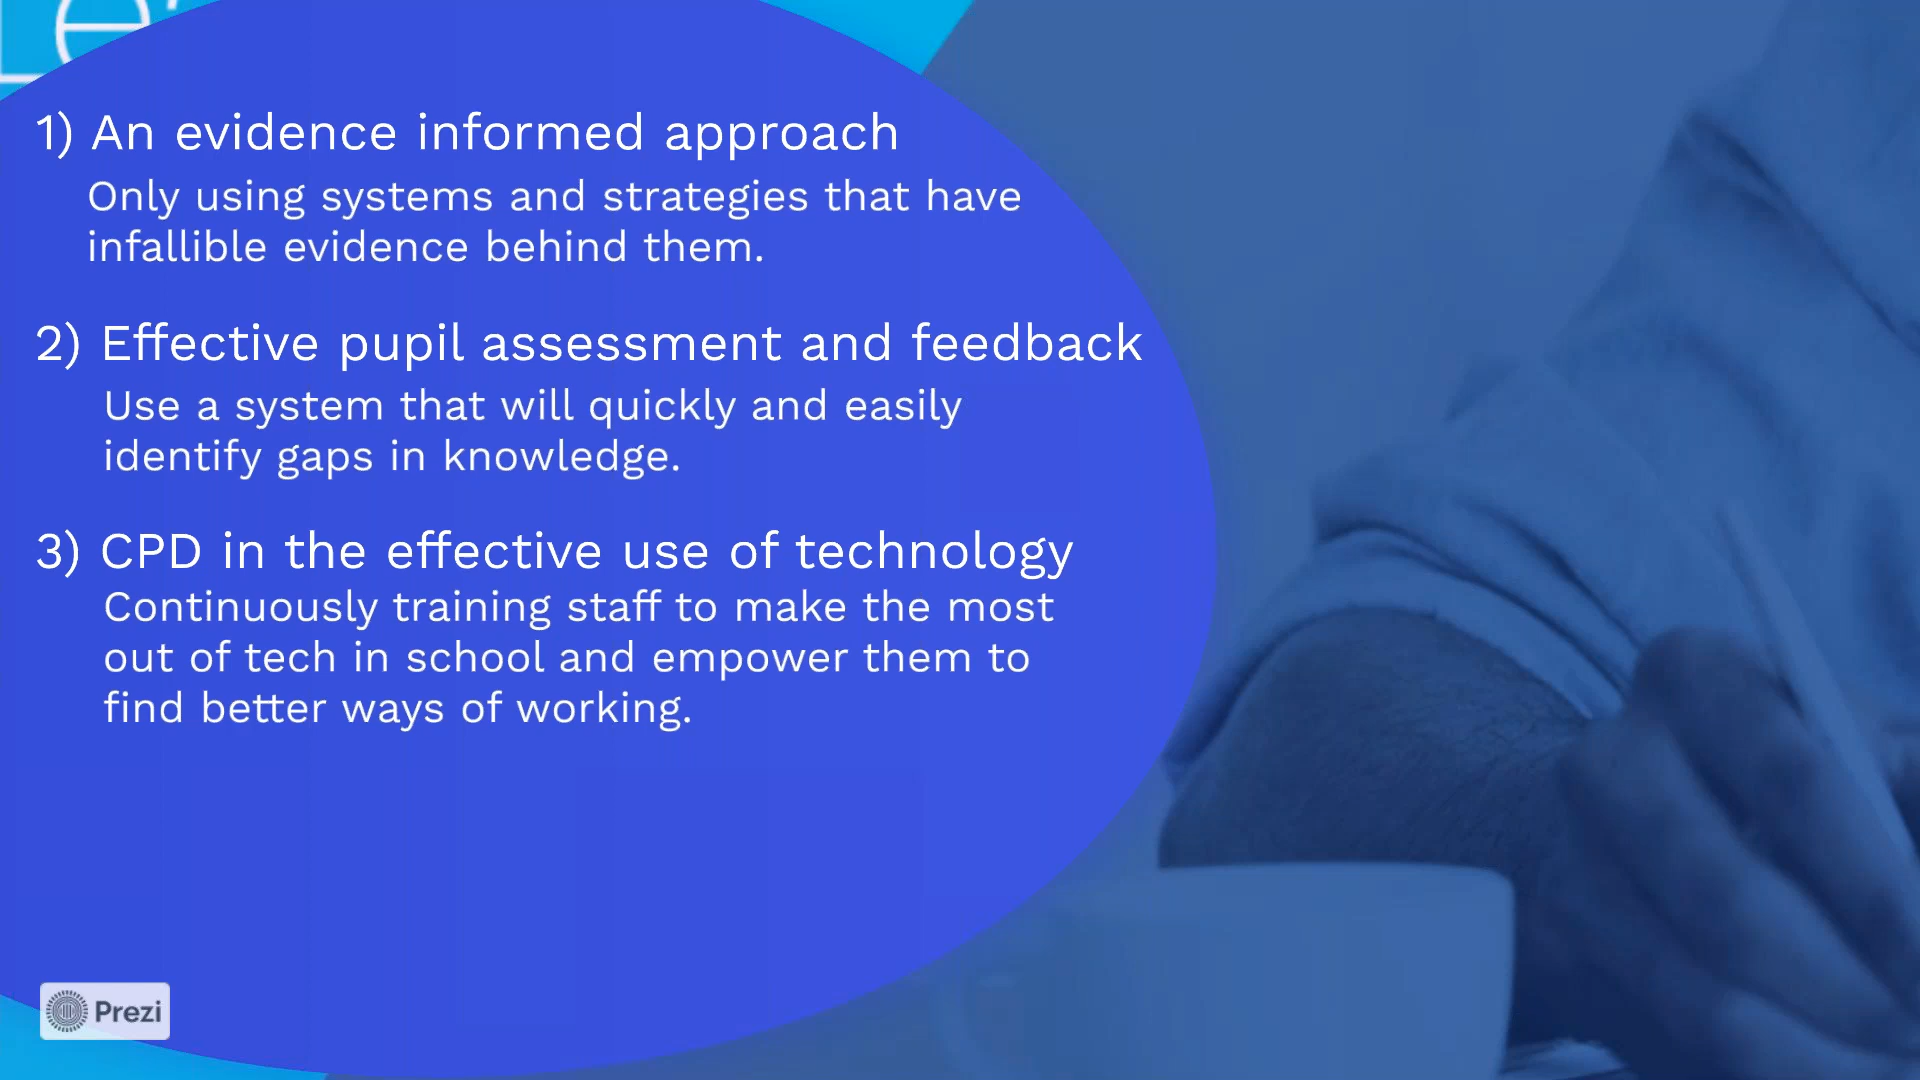 1) An evidence informed approach
Only using systems and strategies that have
infallible evidence behind them.
2) Effective pupil assessment and feedback
Use a system that will quickly and easily
identify gaps in knowledge.
3) CPD in the effective use of technology
Continuously training staff to make the most
out of tech in school and empower them to
find better ways of working.
Prezi